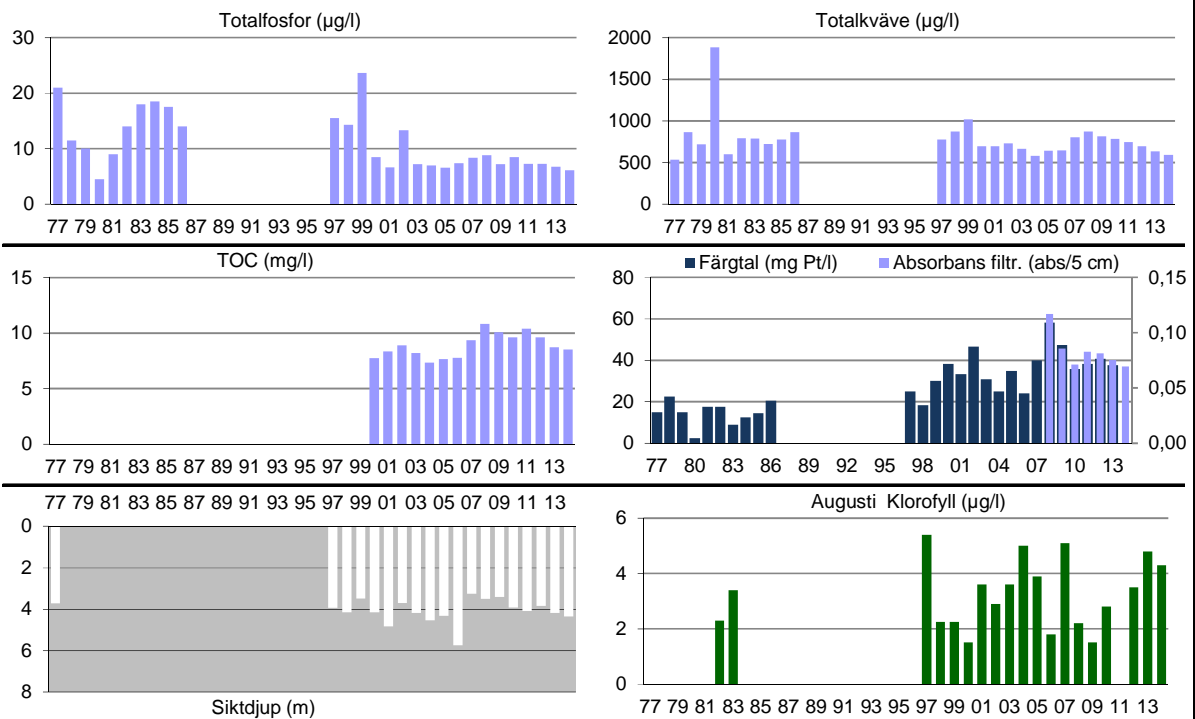 Totalfosfor (µg/l)
30
20
10
0
77 79 81 83 85 87 89 91 93 95 97 99 01 03 05 07 09 11 13
Totalkväve (µg/l)
2000
1500
1000
500
0
77 79 81 83 85 87 89 91 93 95 97 99 01 03 05 07 09 11 13
TOC (mg/l)
15
10
5
0
77 79 81 83 85 87 89 91 93 95 97 99 01 03 05 07 09 11 13
Färgtal (mg Pt/l) Absorbans filtr. (abs/5 cm)
80
60
40
20
0
0,15
0,10
0,05
0,00
77 80 83 86 89 92 95 98 01 04 07 10 13
77 79 81 83 85 87 89 91 93 95 97 99 01 03 05 07 09 11 13
0
2
4
6
8
Siktdjup (m)
Augusti Klorofyll (µg/l)
6
4
2
0
77 79 81 83 85 87 89 91 93 95 97 99 01 03 05 07 09 11 13